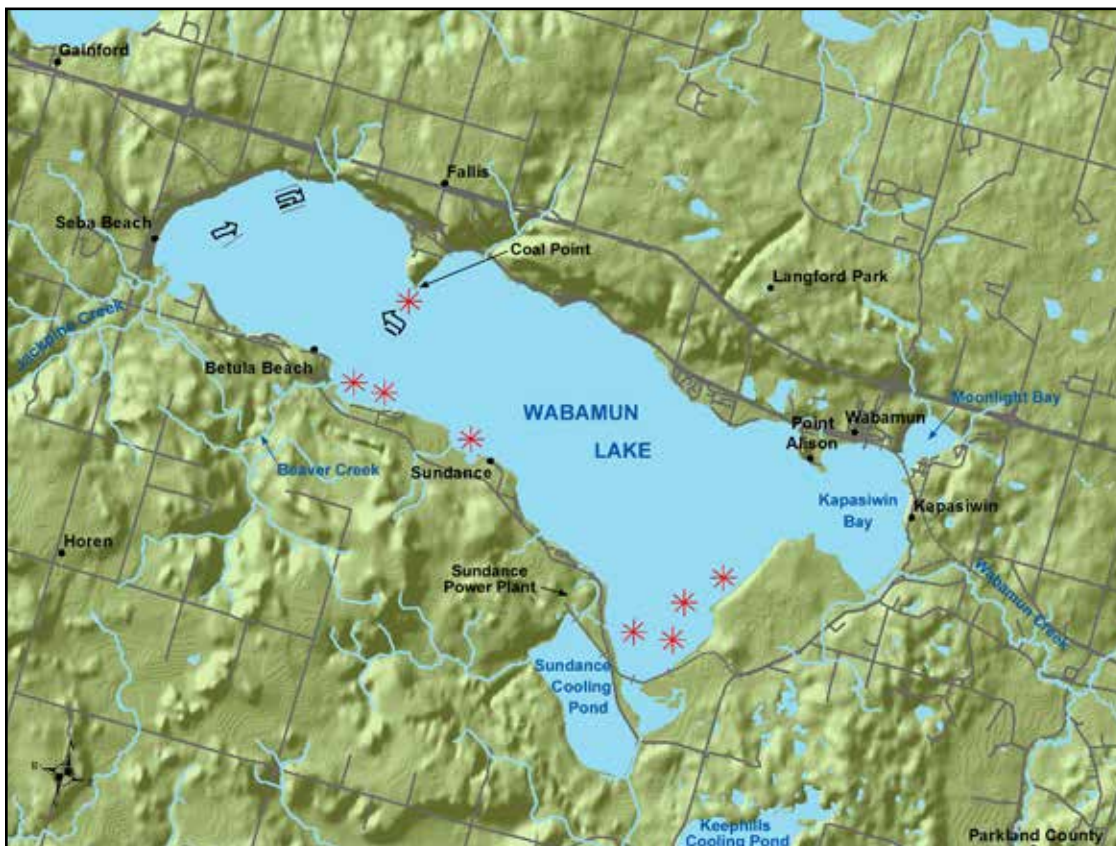 Gainford
Fallis
Seba Beach
Coal Point
Langford Park
Jackpine Creek
Betula Beach
WABAMUN
LAKE
Moonlight Bay
Point
Alison
Wabamun
Beaver Creek
Sundance
Kapasiwin
Bay
Kapasiwin
Horen
Sundance
Power Plant
Wabamun Creek
Sundance
Cooling
Pond
Keephills
Cooling Pond
Parkland County